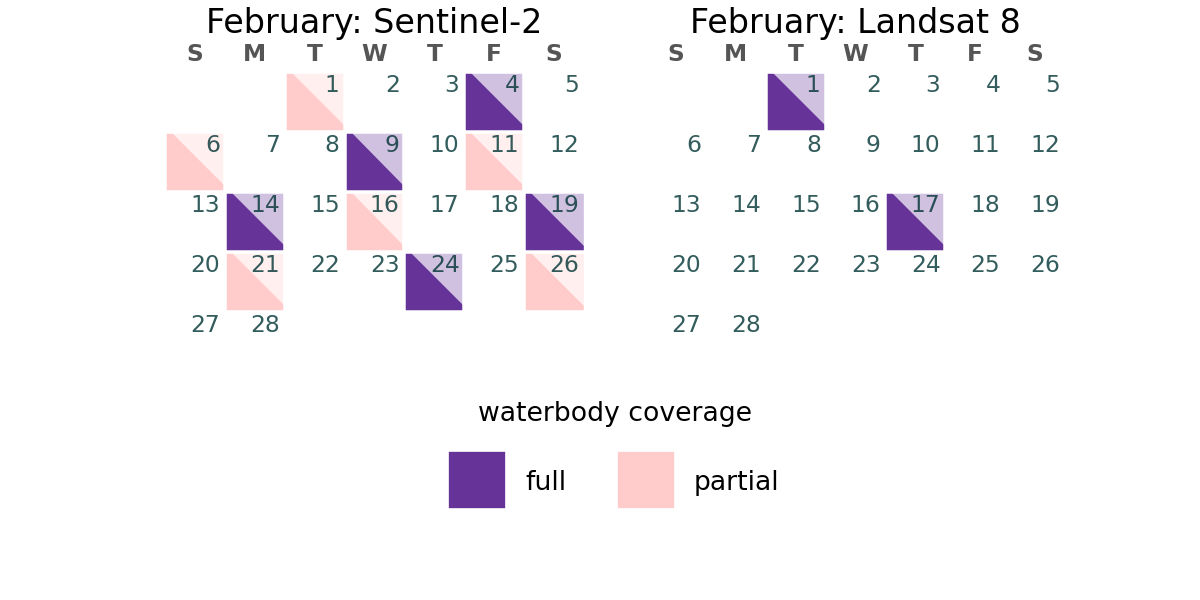 February: Sentinel-2
S M T W T F S
1 2 3 4 5
6 7 8 9 10 11 12
13 14 15 16 17 18 19
20 21 22 23 24 25 26
27 28
February: Landsat 8
S M T W T F S
1 2 3 4 5
6 7 8 9 10 11 12
13 14 15 16 17 18 19
20 21 22 23 24 25 26
27 28
waterbody coverage
full partial